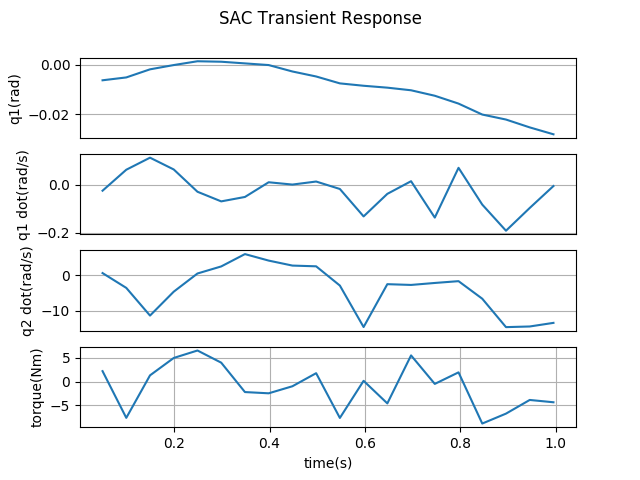 SAC Transient Response
q1(rad)
0.00
−0.02
q1 dot(rad/s)
0.0
−0.2
q2 dot(rad/s)
0
−10
torque(Nm)
5
0
−5
0.2 0.4 0.6 0.8 1.0
time(s)